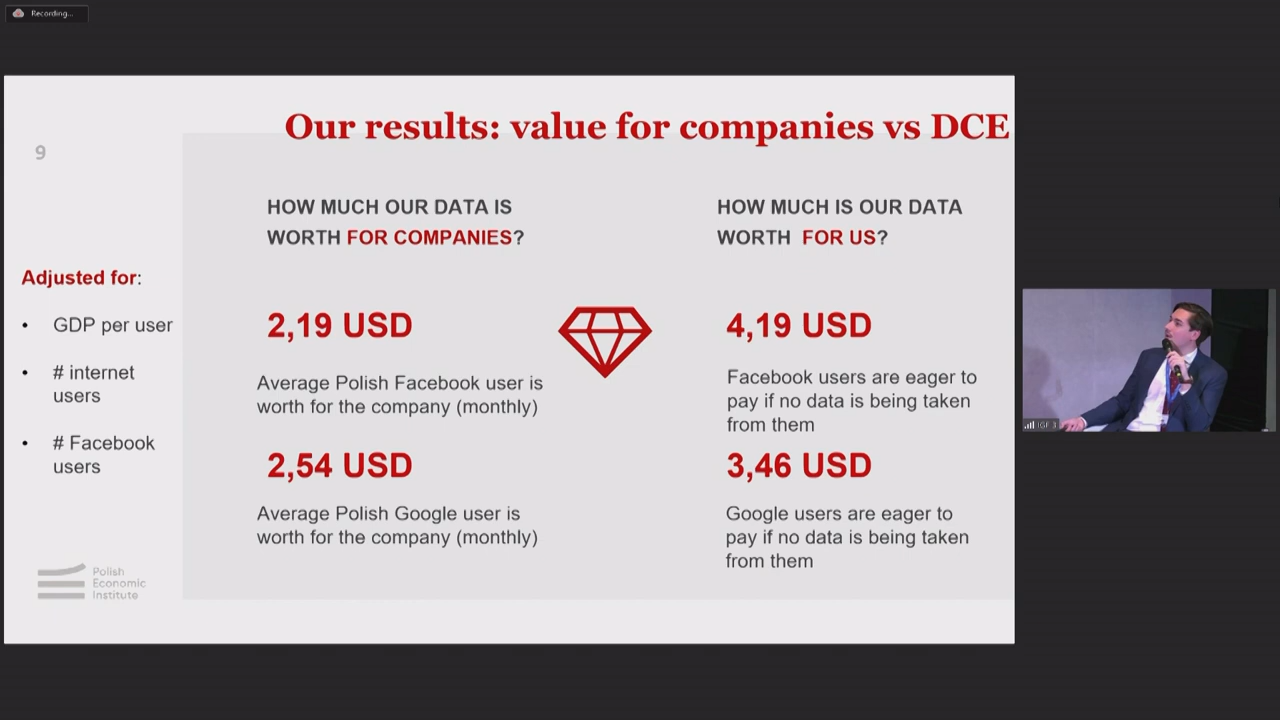 Recording...
Our results: value for companies vs DCE
9
HOW MUCH OUR DATA IS
WORTH FOR COMPANIES?
HOW MUCH IS OUR DATA
WORTH FOR US?
Adjusted for:
• GDP per user
• # internet
users
• # Facebook
users
2,19 USD
Average Polish Facebook user is
worth for the company (monthly)
2,54 USD
Average Polish Google user is
worth for the company (monthly)
4,19 USD
Facebook users are eager to
pay if no data is being taken
from them
3,46 USD
Google users are eager to
pay if no data is being taken
from them
Polish
Economic
Institute
IGF 3